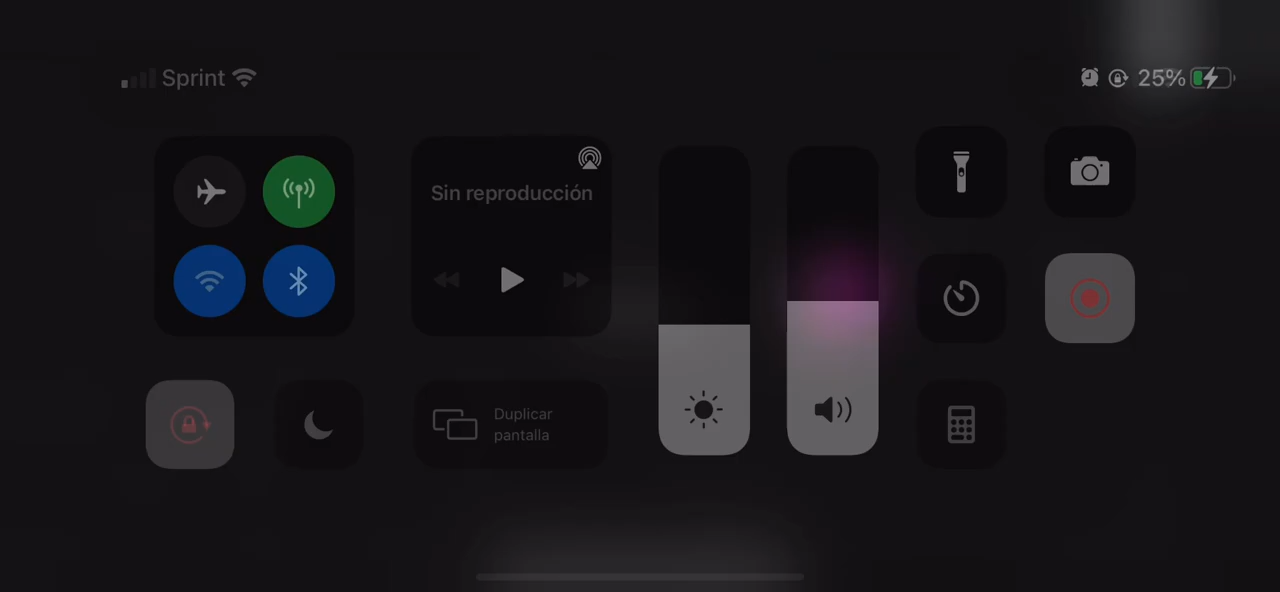 Sprint
25%
Sin reproducción
Duplicar
pantalla